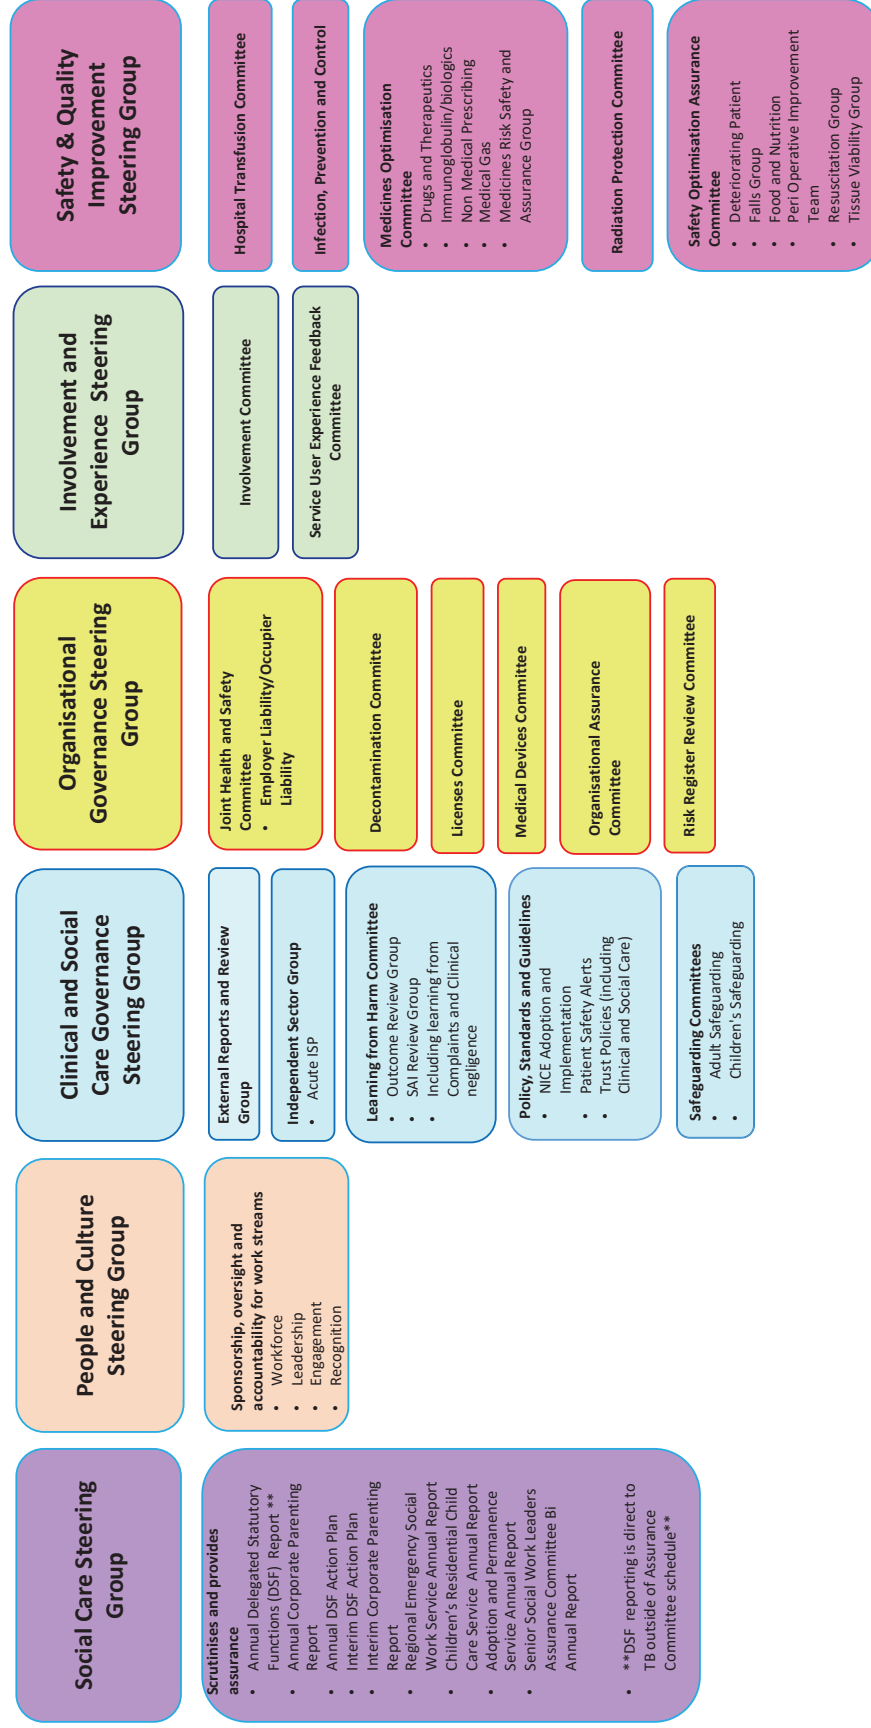 Social Care Steering
Group
Scrutinises and provides
assurance
• Annual Delegated Statutory
Functions (DSF) Report **
• Annual Corporate Parenting
Report
• Annual DSF Action Plan
• Interim DSF Action Plan
• Interim Corporate Parenting
Report
• Regional Emergency Social
Work Service Annual Report
• Children's Residential Child
Care Service Annual Report
• Adoption and Permanence
Service Annual Report
• Senior Social Work Leaders
Assurance Committee Bi
Annual Report
• **DSF reporting is direct to
TB outside of Assurance
Committee schedule**
People and Culture
Steering Group
Sponsorship, oversight and
accountability for work streams
• Workforce
• Leadership
• Engagement
• Recognition
Clinical and Social
Care Governance
Steering Group
External Reports and Review
Group
Independent Sector Group
• Acute ISP
Learning from Harm Committee
• Outcome Review Group
• SAI Review Group
• Including learning from
Complaints and Clinical
negligence
Policy, Standards and Guidelines
• NICE Adoption and
Implementation
• Patient Safety Alerts
• Trust Policies (including
Clinical and Social Care)
Safeguarding Committees
• Adult Safeguarding
• Children's Safeguarding
Organisational
Governance Steering
Group
Joint Health and Safety
Committee
• Employer Liability/Occupier
Liability
Decontamination Committee
Licenses Committee
Medical Devices Committee
Organisational Assurance
Committee
Risk Register Review Committee
Involvement and
Experience Steering
Group
Involvement Committee
Service User Experience Feedback
Committee
Safety & Quality
Improvement
Steering Group
Hospital Transfusion Committee
Infection, Prevention and Control
Medicines Optimisation
Committee
• Drugs and Therapeutics
• Immunoglobulin/biologics
• Non Medical Prescribing
• Medical Gas
• Medicines Risk Safety and
Assurance Group
Radiation Protection Committee
Safety Optimisation Assurance
Committee
• Deteriorating Patient
• Falls Group
• Food and Nutrition
• Peri Operative Improvement
Team
• Resuscitation Group
• Tissue Viability Group